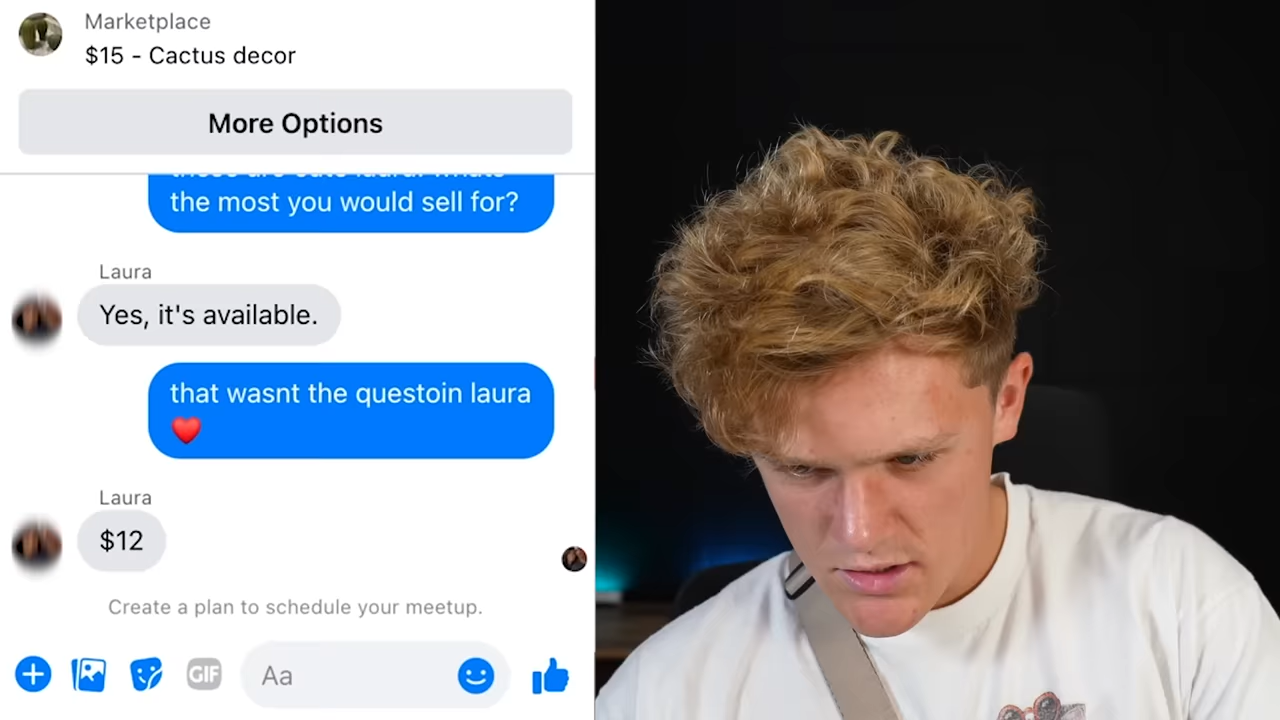 Marketplace
$15 - Cactus decor
More Options
the most you would sell for?
Laura
Yes, it's available.
that wasnt the questoin laura
❤️
Laura
$12
Create a plan to schedule your meetup.
GIF
Aa